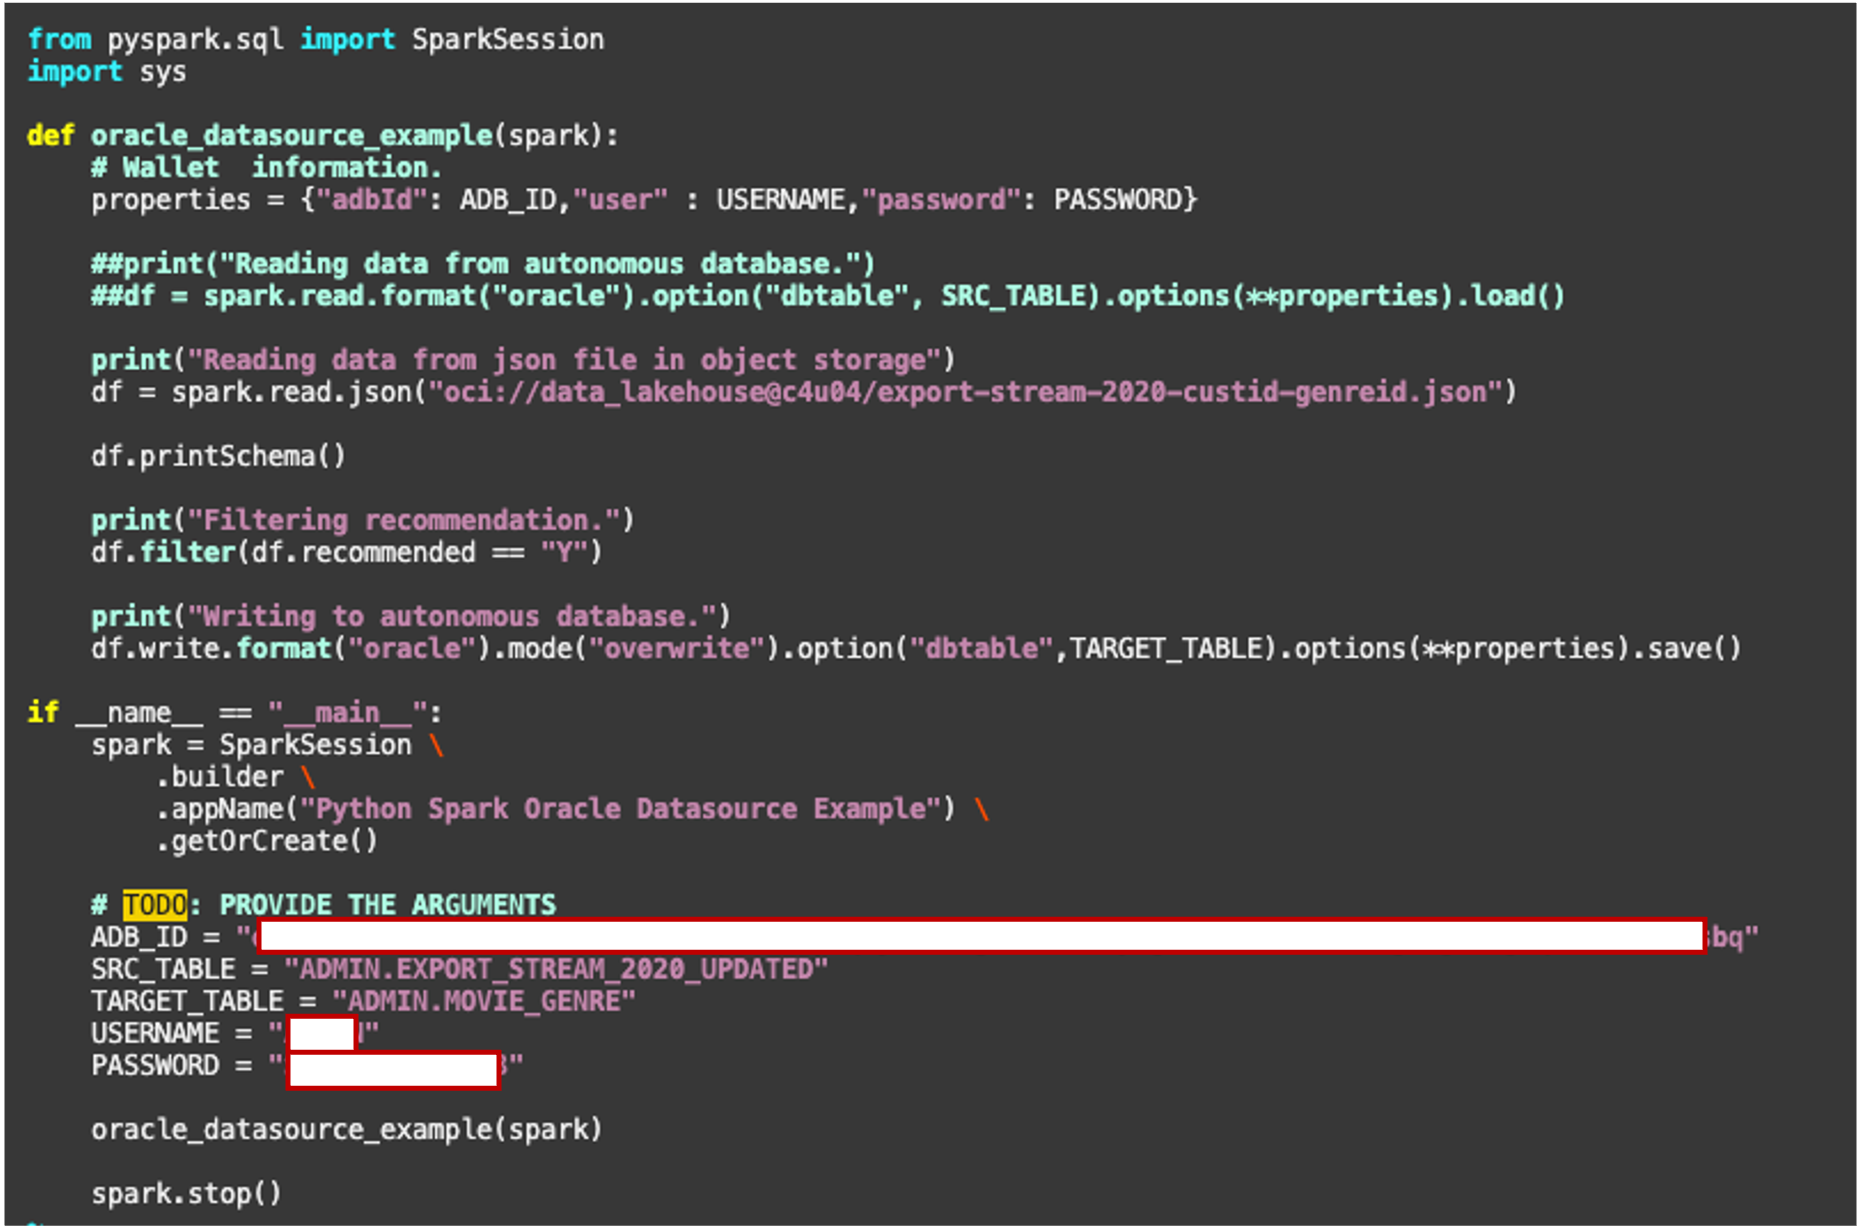 from pyspark.sql import SparkSession
import sys

def oracle_datasource_example(spark):
    # Wallet  information.
    properties = {"adbId": ADB_ID,"user" : USERNAME,"password": PASSWORD}

    ##print("Reading data from autonomous database.")
    ##df = spark.read.format("oracle").option("dbtable", SRC_TABLE).options(**properties).load()

    print("Reading data from json file in object storage")
    df = spark.read.json("oci://data_lakehouse@c4u04/export-stream-2020-custid-genreid.json")

    df.printSchema()

    print("Filtering recommendation.")
    df.filter(df.recommended == "Y")

    print("Writing to autonomous database.")
    df.write.format("oracle").mode("overwrite").option("dbtable",TARGET_TABLE).options(**properties).save()

if __name__ == "__main__":
    spark = SparkSession \
        .builder \
        .appName("Python Spark Oracle Datasource Example") \
        .getOrCreate()

    # TODO: PROVIDE THE ARGUMENTS
    ADB_ID = " bq"
    SRC_TABLE = "ADMIN.EXPORT_STREAM_2020_UPDATED"
    TARGET_TABLE = "ADMIN.MOVIE_GENRE"
    USERNAME = " "
    PASSWORD = " "

    oracle_datasource_example(spark)

    spark.stop()